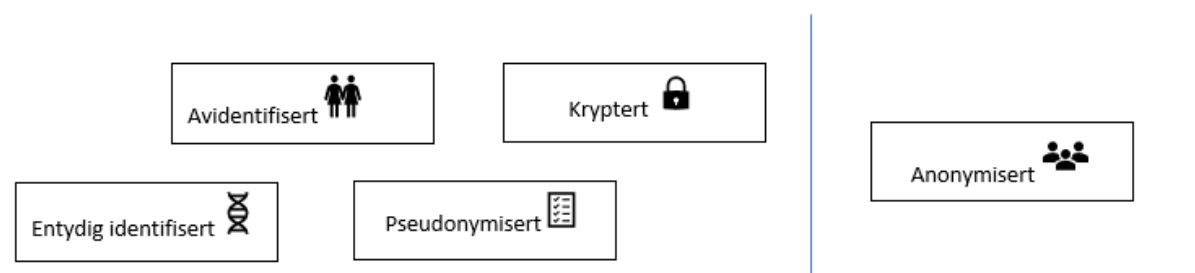 Avidentifisert
Kryptert
Anonymisert
Entydig identifisert
Pseudonymisert